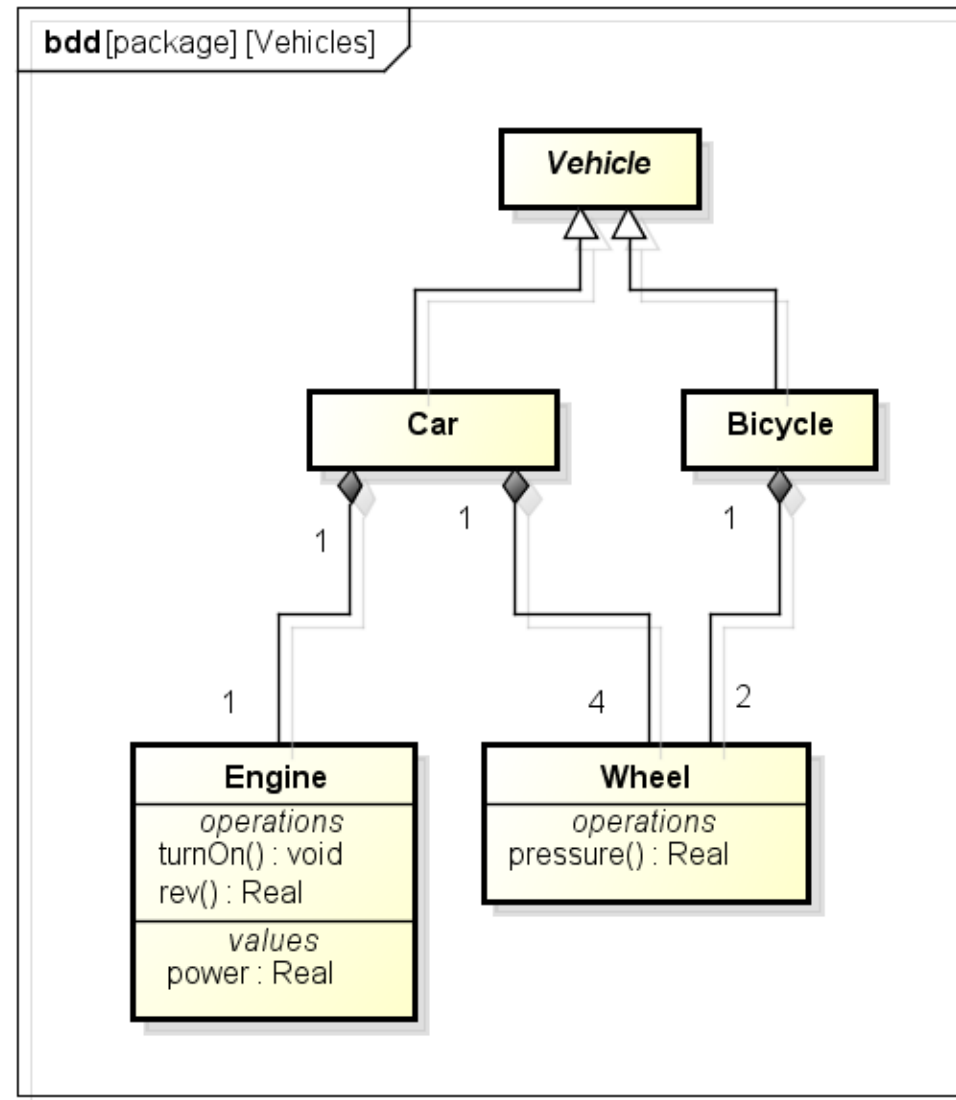 bdd [package] [Vehicles]
Vehicle
Car
Bicycle
1
1
1
1
4
2
Engine
operations
turnOn() : void
rev() : Real
values
power : Real
Wheel
operations
pressure() : Real